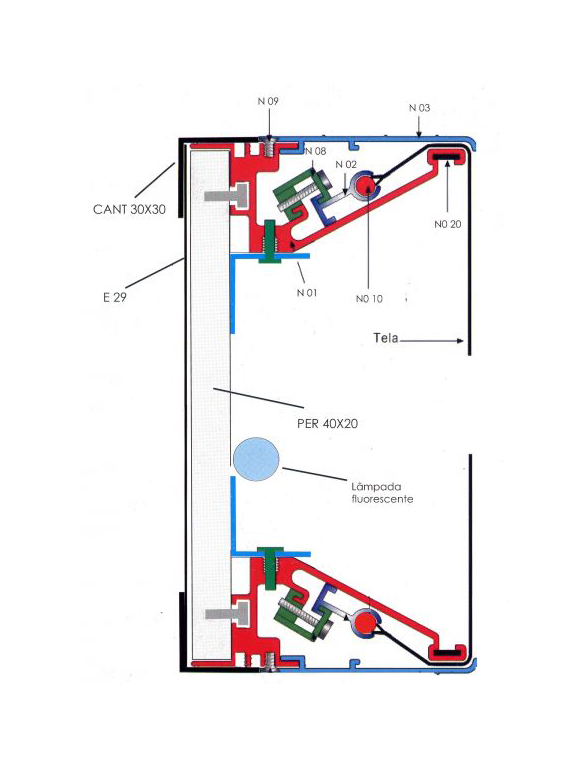 N 09
N 03
N 08
N 02
CANT 30X30
N0 20
E 29
N 01
N0 10
Tela
PER 40X20
Lâmpada
fluorescente